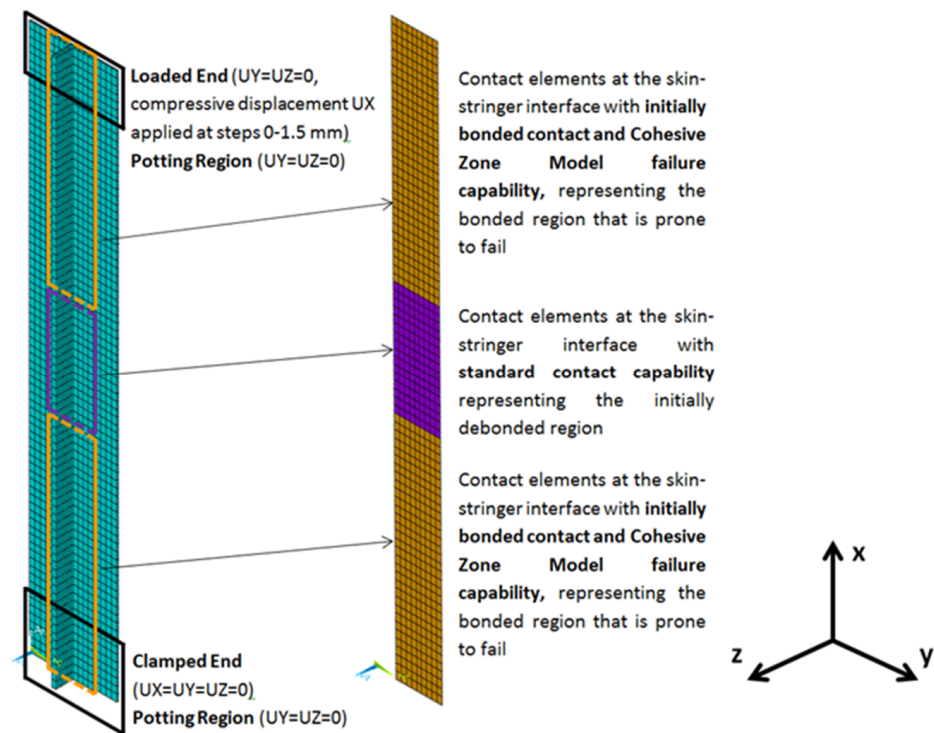 Loaded End (UY=UZ=0,
compressive displacement UX
applied at steps 0-1.5 mm)
Potting Region (UY=UZ=0)
Contact elements at the skin-
stringer interface with initially
bonded contact and Cohesive
Zone Model failure
capability, representing the
bonded region that is prone
to fail
Contact elements at the skin-
stringer interface with
standard contact capability
representing the initially
debonded region
Contact elements at the skin-
stringer interface with initially
bonded contact and Cohesive
Zone Model failure
capability, representing the
bonded region that is prone
to fail
Clamped End
(UX=UY=UZ=0)
Potting Region (UY=UZ=0)
x
z
y